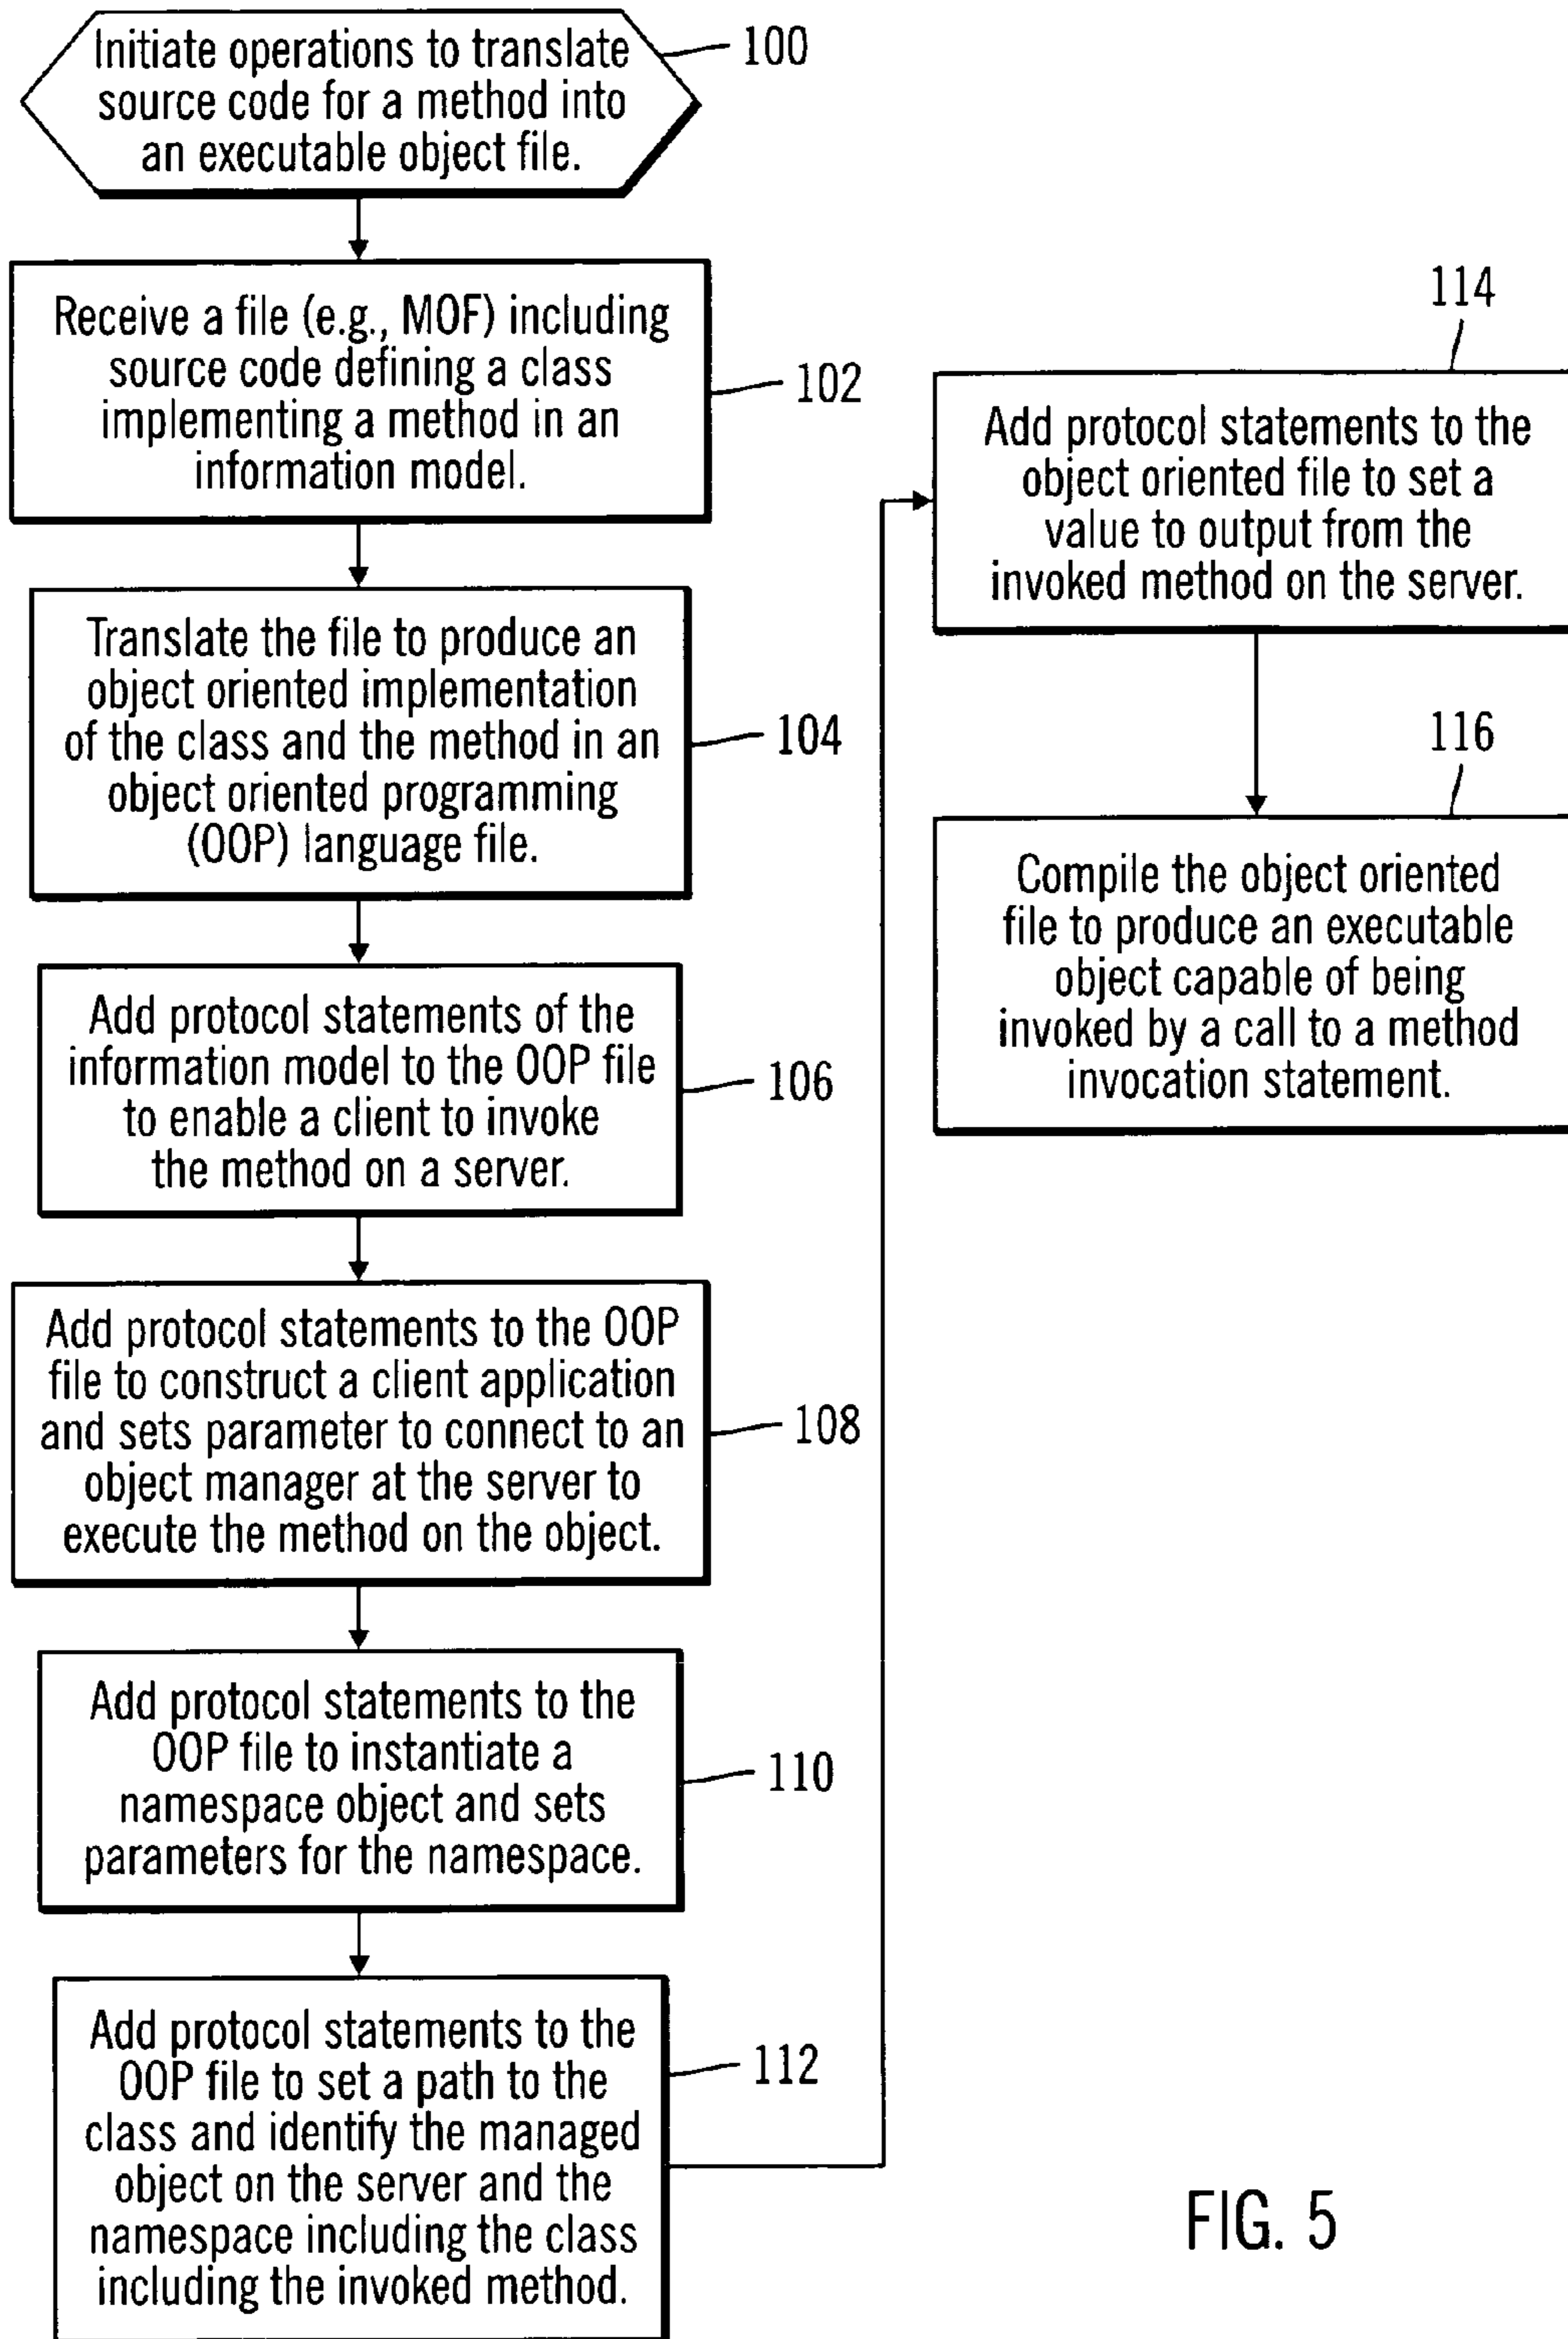 Initiate operations to translate
source code for a method into
an executable object file.
100
Receive a file (e.g., MOF) including
source code defining a class
implementing a method in an
information model.
102
Translate the file to produce an
object oriented implementation
of the class and the method in an
object oriented programming
(OOP) language file.
104
Add protocol statements of the
information model to the OOP file
to enable a client to invoke
the method on a server.
106
Add protocol statements to the OOP
file to construct a client application
and sets parameter to connect to an
object manager at the server to
execute the method on the object.
108
Add protocol statements to the
OOP file to instantiate a
namespace object and sets
parameters for the namespace.
110
Add protocol statements to the
OOP file to set a path to the
class and identify the managed
object on the server and the
namespace including the class
including the invoked method.
112
114
Add protocol statements to the
object oriented file to set a
value to output from the
invoked method on the server.
116
Compile the object oriented
file to produce an executable
object capable of being
invoked by a call to a method
invocation statement.
FIG. 5